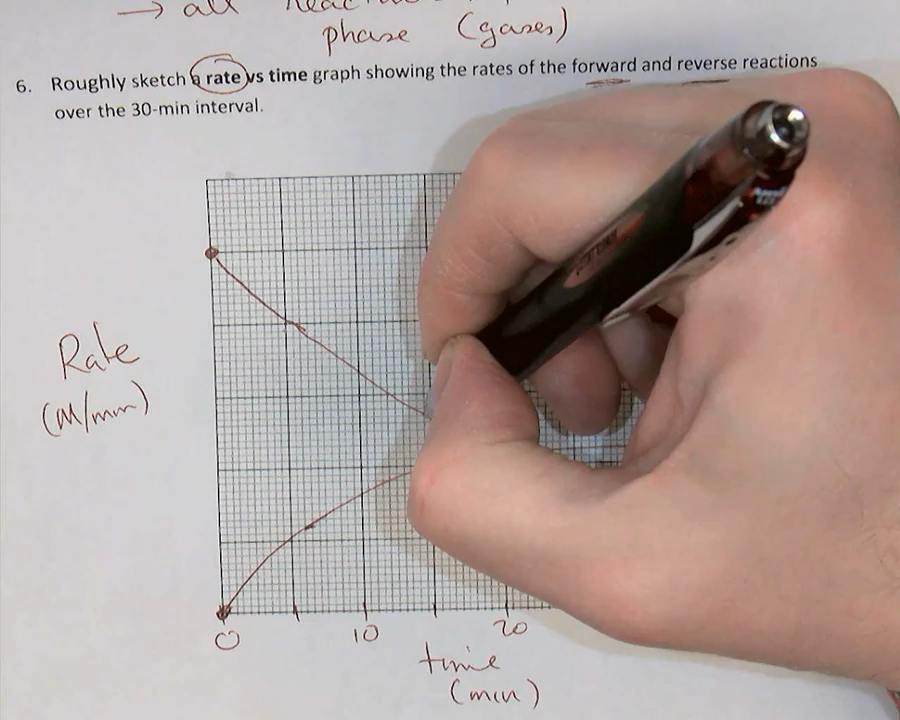 → all
phase (gases)
6. Roughly sketch a rate vs time graph showing the rates of the forward and reverse reactions
over the 30-min interval.
Rate
(M/min)
0 10 20
time
(min)